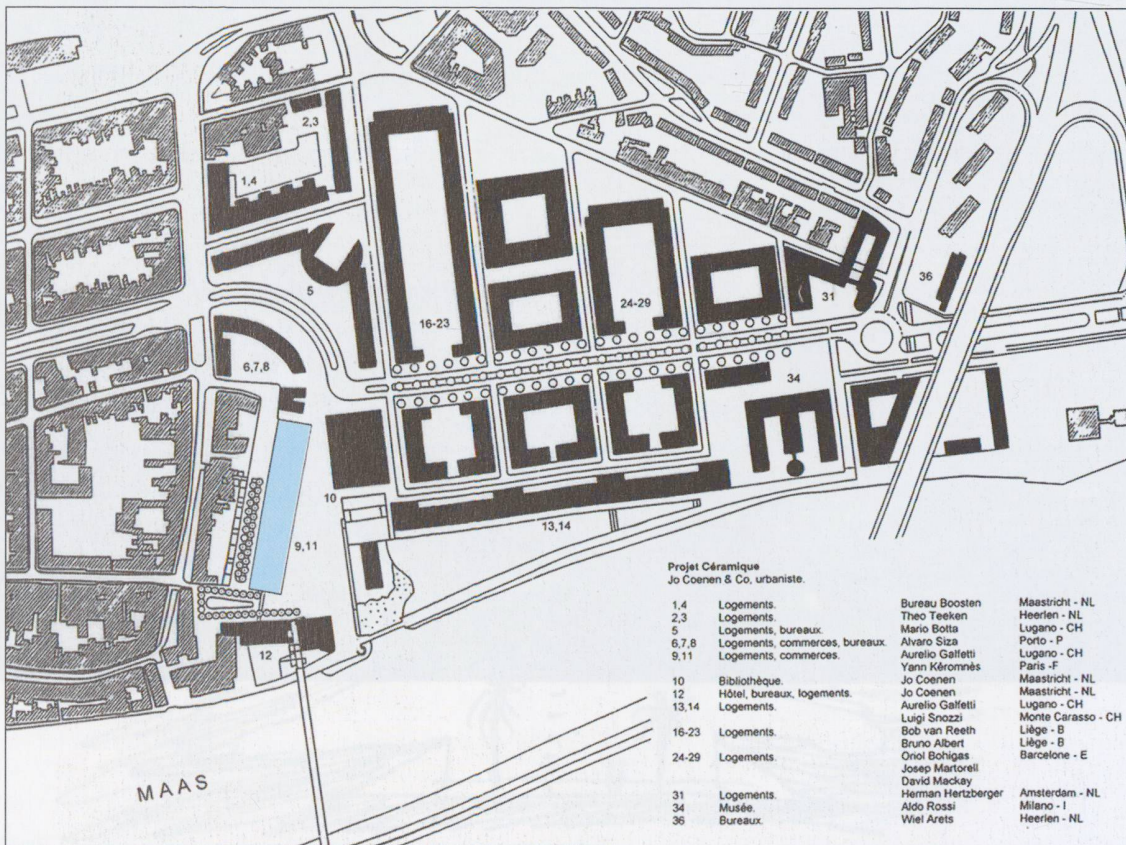 2,3
1,4
5
16-23
24-29
31
36
6,7,8
34
10
9,11
13,14
12
MAAS
Projet Céramique
Jo Coenen & Co, urbaniste.
1,4 Logements. Bureau Boosten Maastricht - NL
2,3 Logements. Theo Teeken Heerlen - NL
5 Logements, bureaux. Mario Botta Lugano - CH
6,7,8 Logements, commerces, bureaux. Alvaro Siza Porto - P
9,11 Logements, commerces. Aurelio Galfetti Lugano - CH
Yann Kéromnès Paris -F
10 Bibliothèque. Jo Coenen Maastricht - NL
12 Hôtel, bureaux, logements. Jo Coenen Maastricht - NL
13,14 Logements. Aurelio Galfetti Lugano - CH
Luigi Snozzi Monte Carasso - CH
16-23 Logements. Bob van Reeth Liège - B
Bruno Albert Liège - B
24-29 Logements. Oriol Bohigas Barcelone - E
Josep Martorell
David Mackay
31 Logements. Herman Hertzberger Amsterdam - NL
34 Musée. Aldo Rossi Milano - I
36 Bureaux. Wiel Arets Heerlen - NL